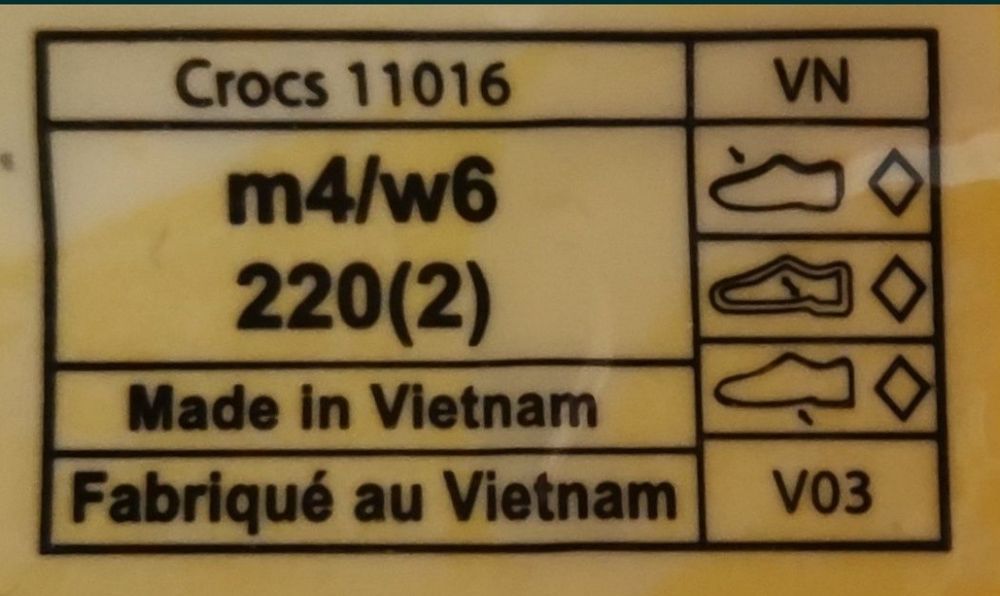 Crocs 11016
VN
m4/w6
220(2)
Made in Vietnam
Fabriqué au Vietnam
V03